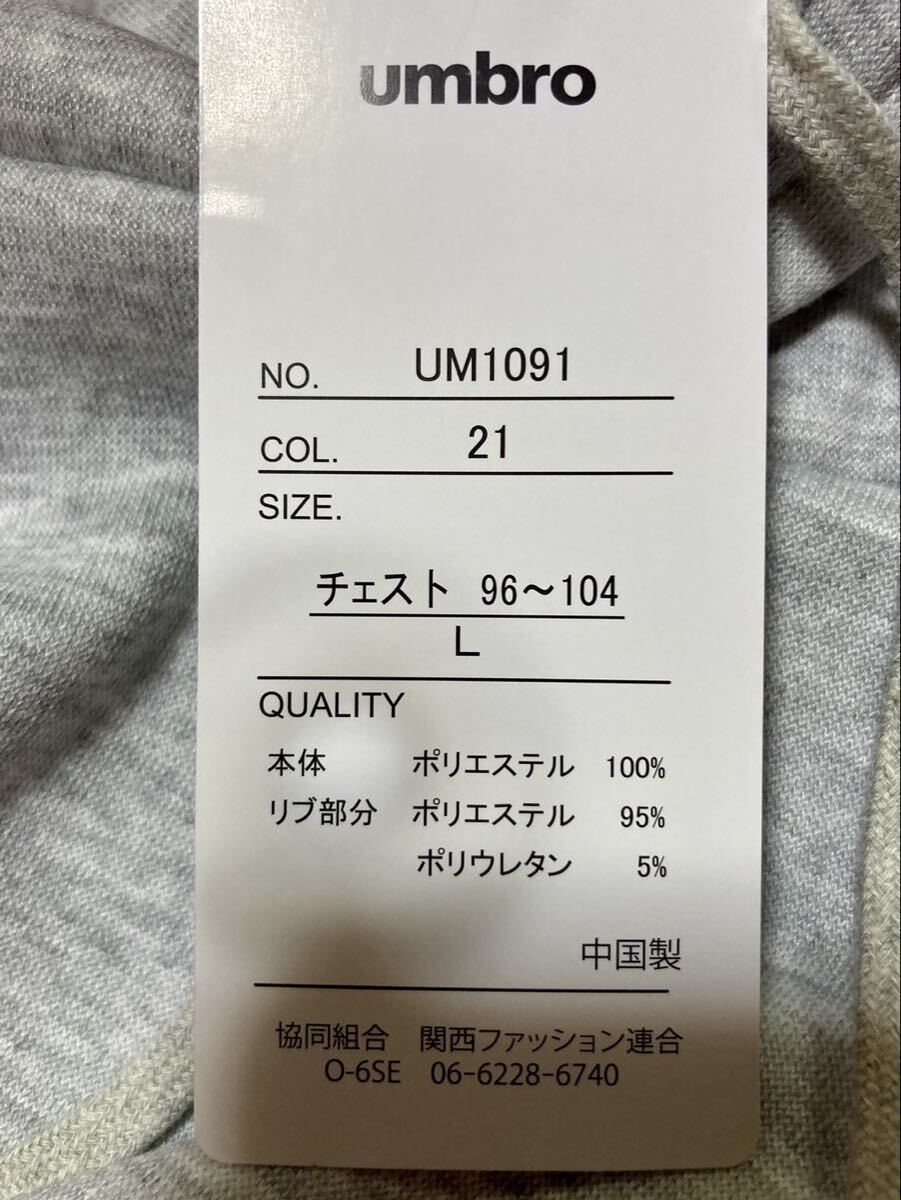 umbro
NO. UM1091
COL. 21
SIZE.
チェスト 96〜104
L
QUALITY
本体 ポリエステル 100%
リブ部分 ポリエステル 95%
ポリウレタン 5%
中国製
協同組合 関西ファッション連合
O-6SE 06-6228-6740